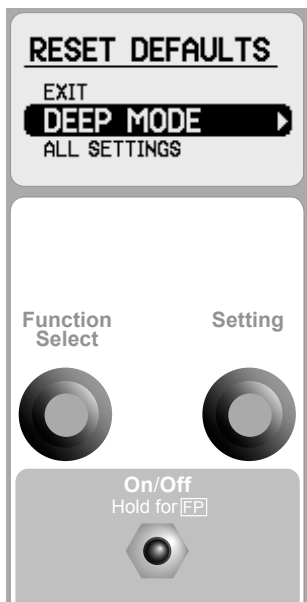 RESET DEFAULTS
EXIT
DEEP MODE
ALL SETTINGS
Function
Select
Setting
On/Off
Hold for FP